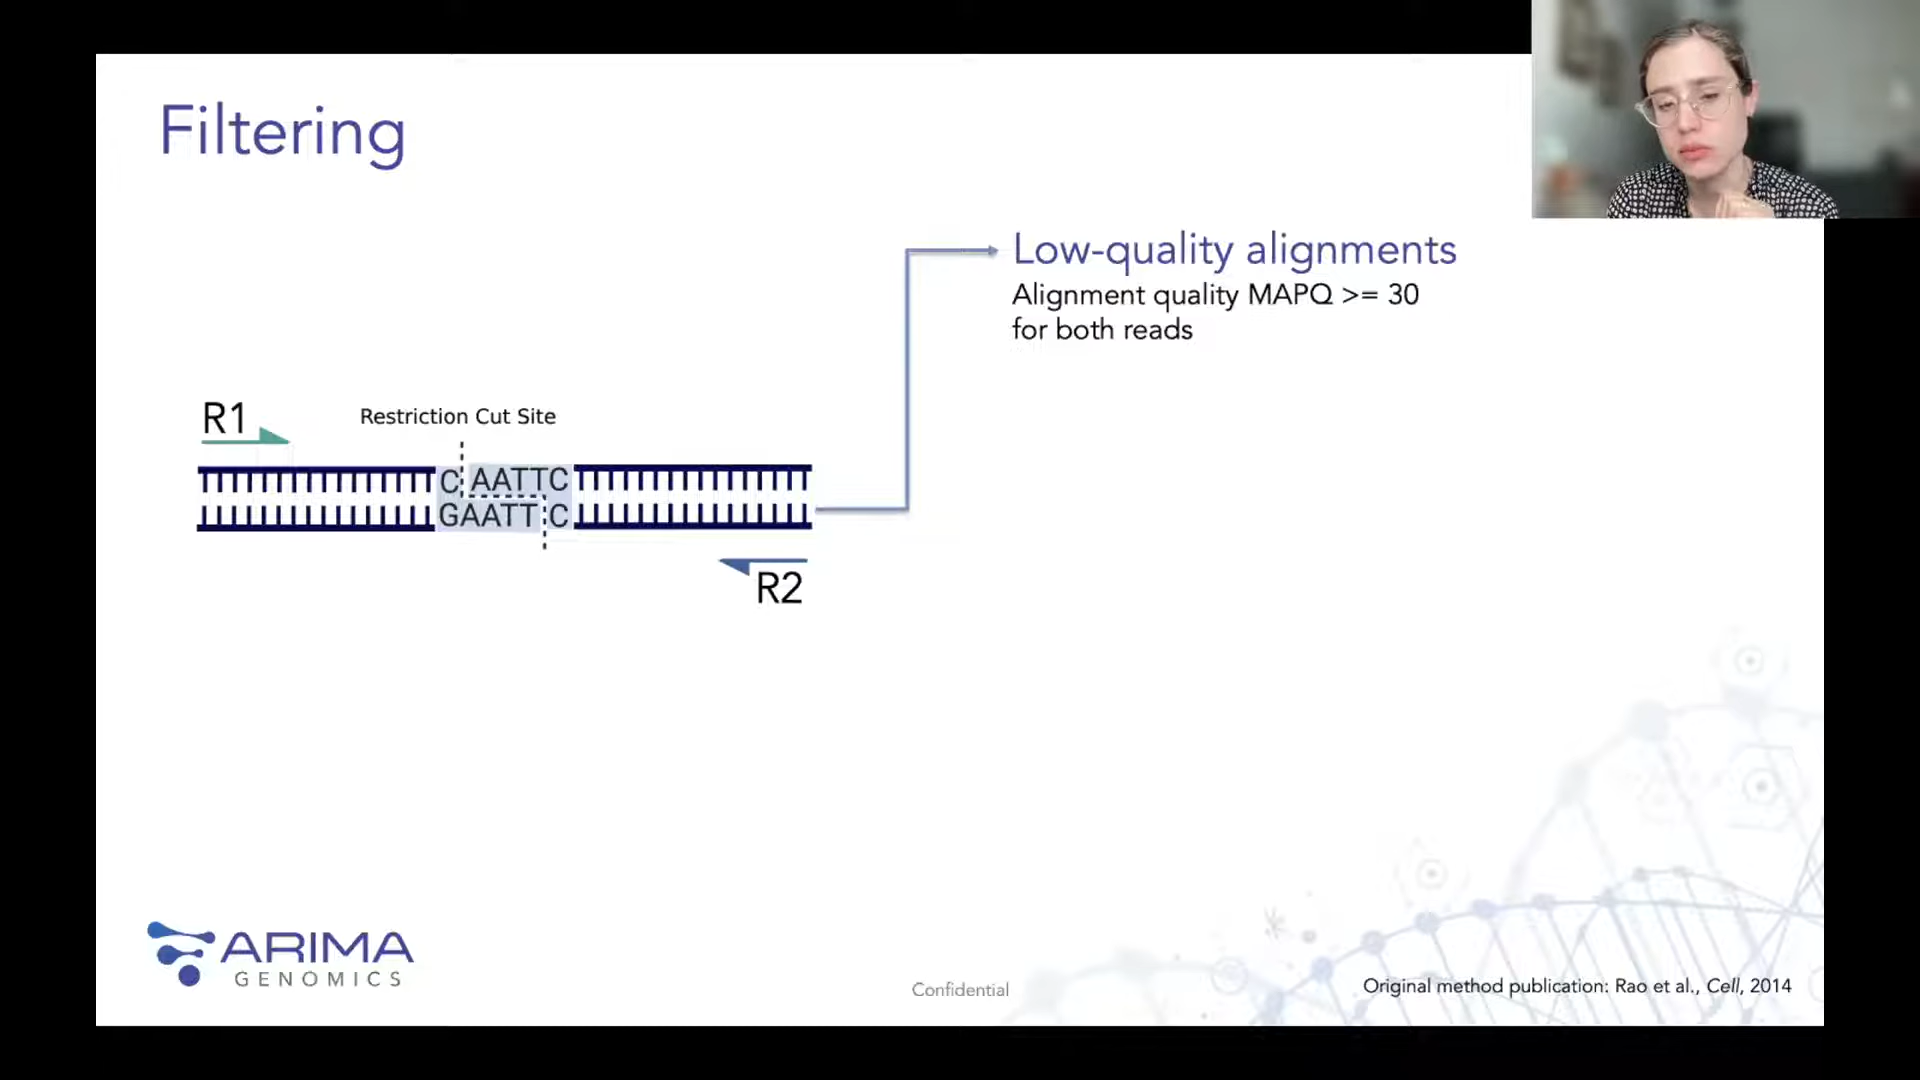 Filtering
Low-quality alignments
Alignment quality MAPQ >= 30
for both reads
R1
Restriction Cut Site
C AATTC
GAATT C
R2
ARIMA
GENOMICS
Confidential
Original method publication: Rao et al., Cell, 2014